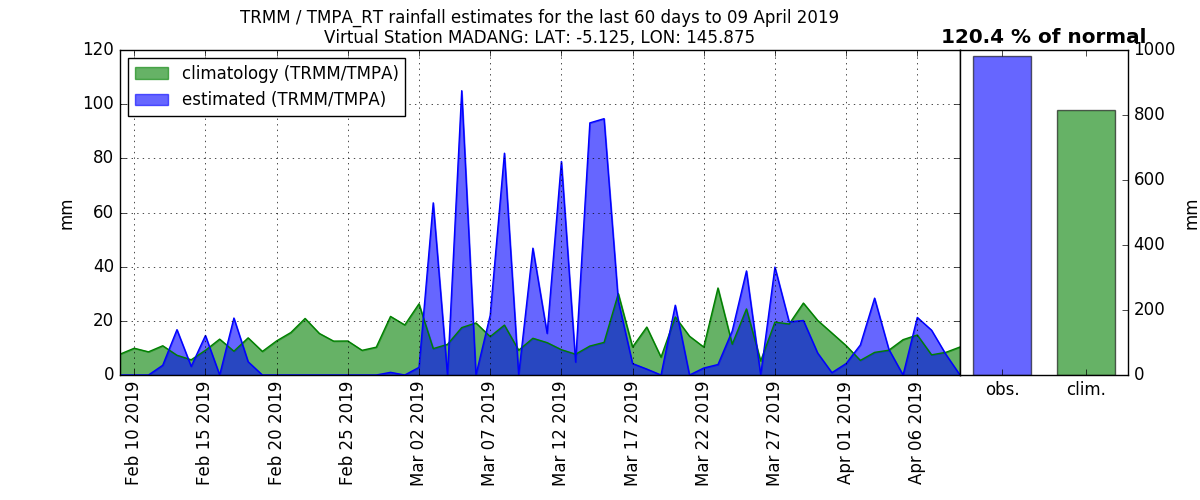 TRMM / TMPA_RT rainfall estimates for the last 60 days to 09 April 2019
Virtual Station MADANG: LAT: -5.125, LON: 145.875
120.4 % of normal
climatology (TRMM/TMPA)
estimated (TRMM/TMPA)
mm
120
100
80
60
40
20
0
Feb 10 2019
Feb 15 2019
Feb 20 2019
Feb 25 2019
Mar 02 2019
Mar 07 2019
Mar 12 2019
Mar 17 2019
Mar 22 2019
Mar 27 2019
Apr 01 2019
Apr 06 2019
obs.
clim.
1000
800
600
400
200
0
mm